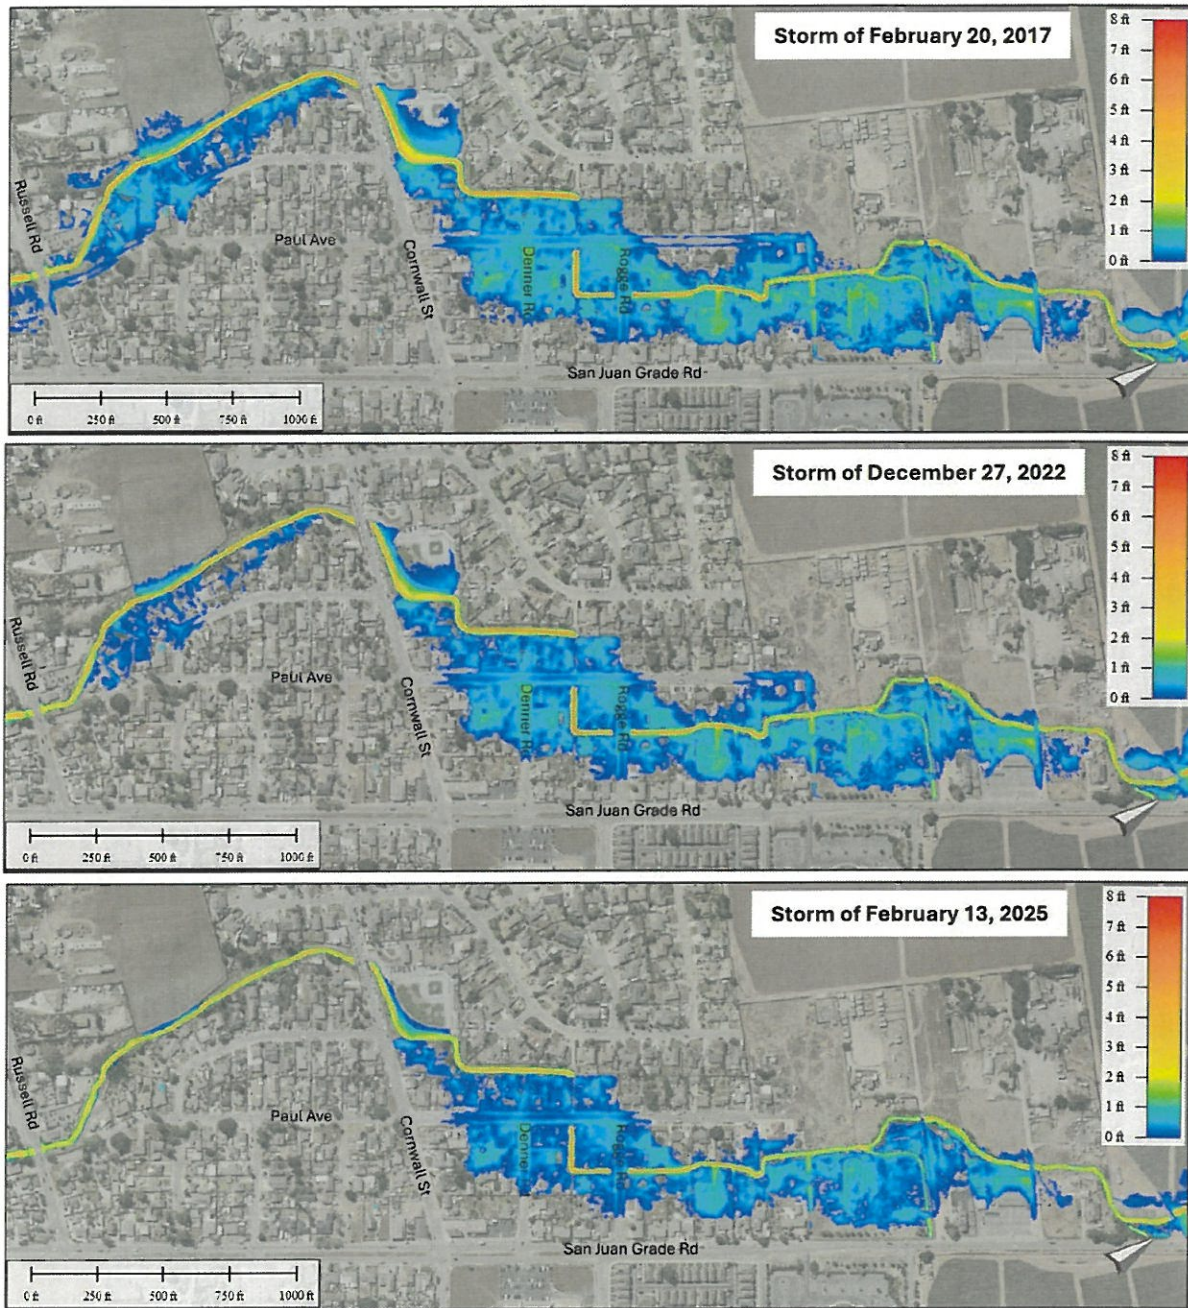 Storm of February 20, 2017
8 ft
7 ft
6 ft
5 ft
4 ft
3 ft
2 ft
1 ft
0 ft
Russell Rd
Paul Ave
Cornwall St
Denner Rd
Rogge Rd
San Juan Grade Rd
0 ft 250 ft 500 ft 750 ft 1000 ft
Storm of December 27, 2022
8 ft
7 ft
6 ft
5 ft
4 ft
3 ft
2 ft
1 ft
0 ft
Russell Rd
Paul Ave
Cornwall St
Denner Rd
Rogge Rd
San Juan Grade Rd
0 ft 250 ft 500 ft 750 ft 1000 ft
Storm of February 13, 2025
8 ft
7 ft
6 ft
5 ft
4 ft
3 ft
2 ft
1 ft
0 ft
Russell Rd
Paul Ave
Cornwall St
Denner Rd
Rogge Rd
San Juan Grade Rd
0 ft 250 ft 500 ft 750 ft 1000 ft